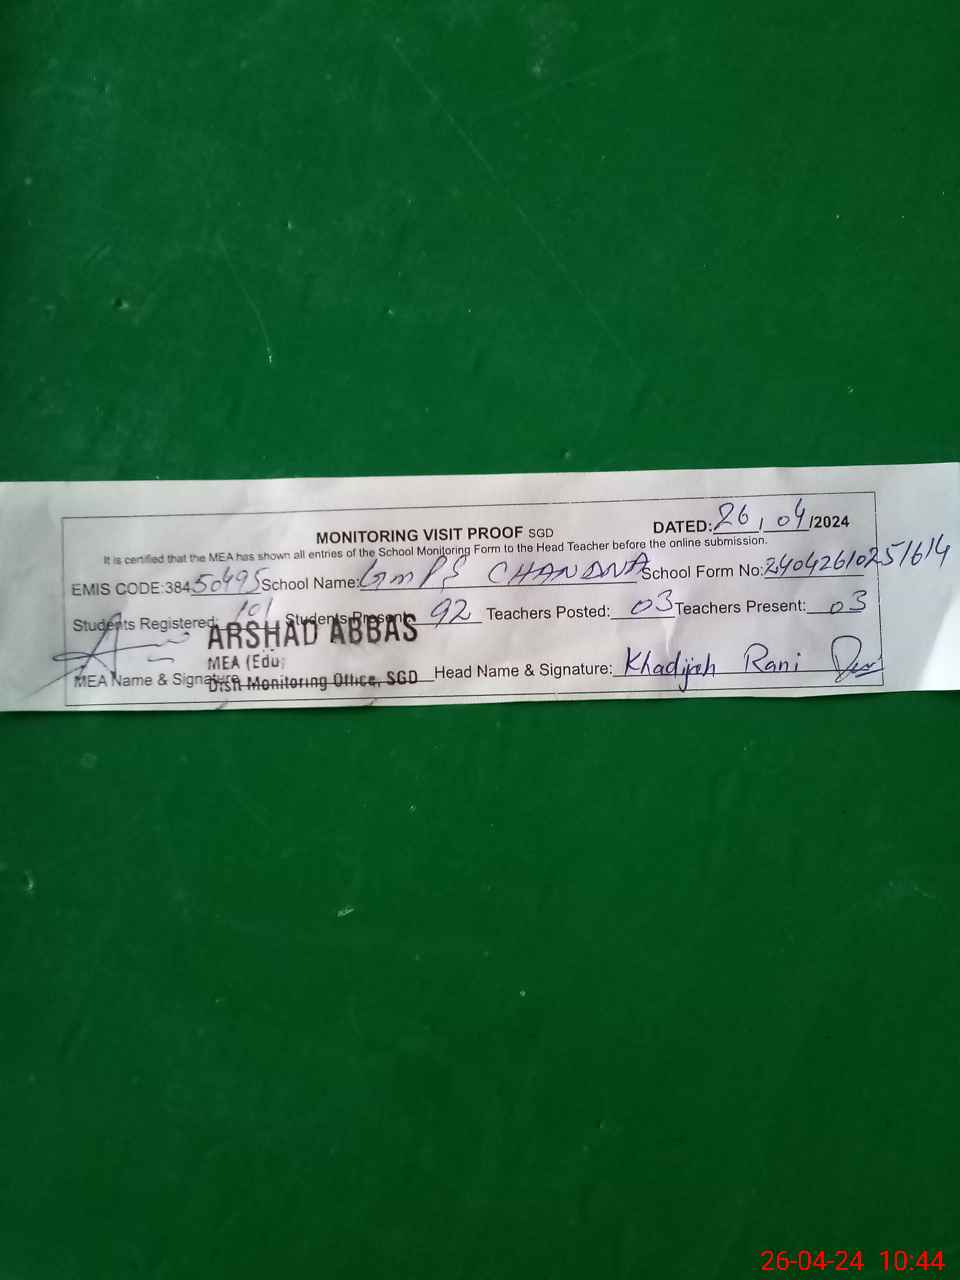 MONITORING VISIT PROOF SGD DATED: 26/04/2024
It is certified that the MEA has shown all entries of the School Monitoring Form to the Head Teacher before the online submission.
EMIS CODE:38450495 School Name: GMPS CHANDNA School Form No: 24042610251614
Students Registered: 101 Students Present: 92 Teachers Posted: 03 Teachers Present: 03
ARSHAD ABBAS
MEA (Edu)
Distt Monitoring Office, SGD
MEA Name & Signature Head Name & Signature: Khadijah Rani
26-04-24 10:44